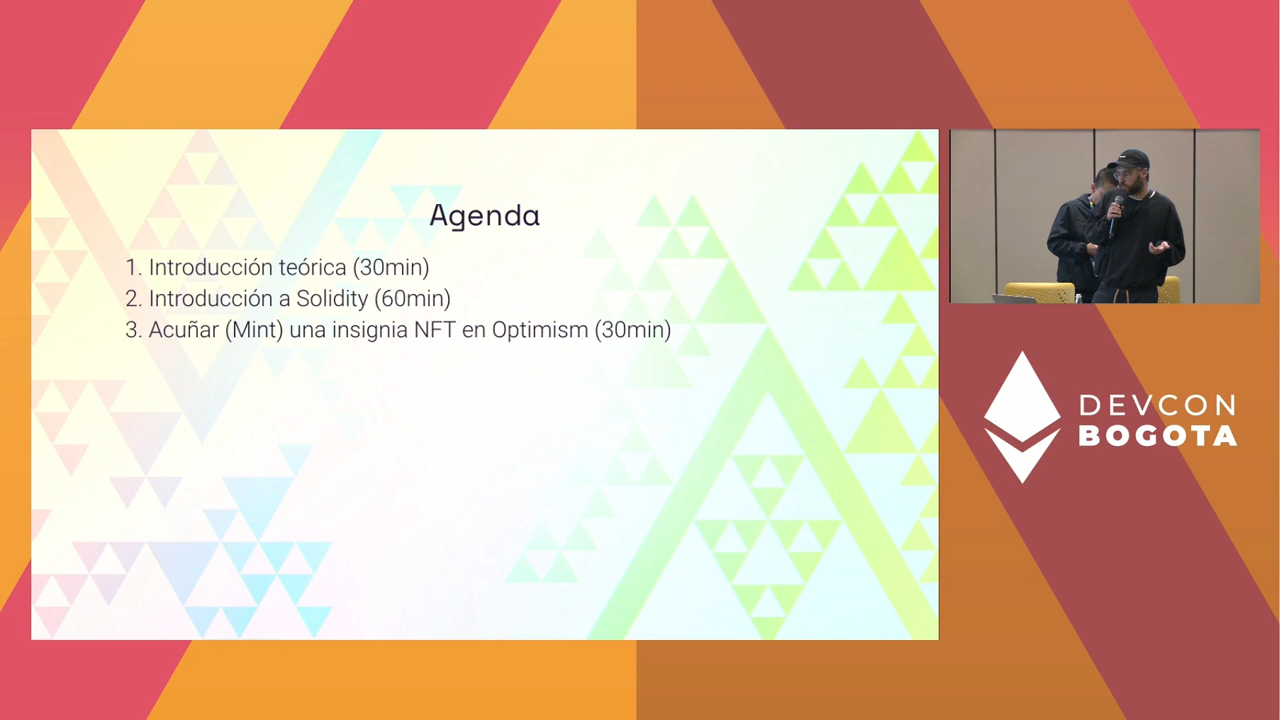 Agenda
1. Introducción teórica (30min)
2. Introducción a Solidity (60min)
3. Acuñar (Mint) una insignia NFT en Optimism (30min)
DEVCON
BOGOTA